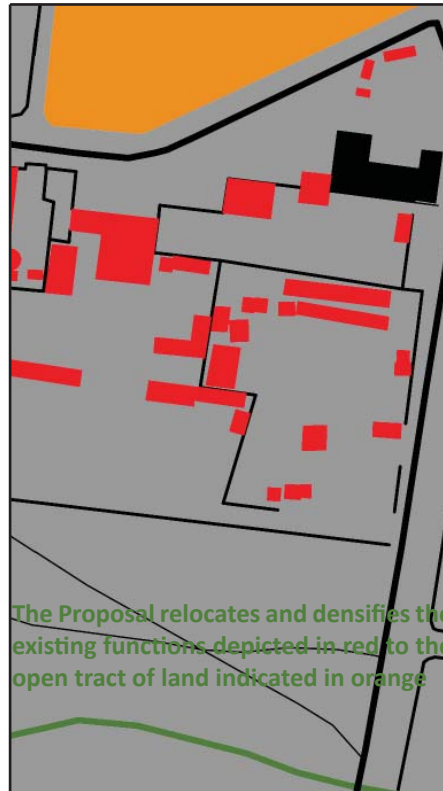 The Proposal relocates and densifies the
existing functions depicted in red to the
open tract of land indicated in orange